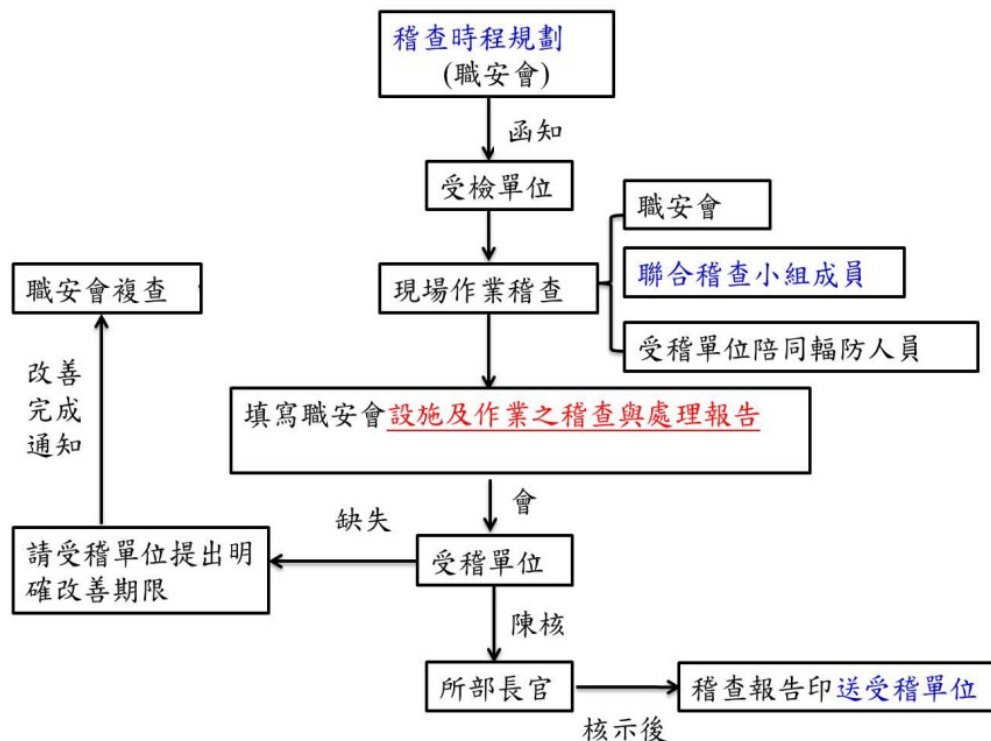 稽查時程規劃
(職安會)
函知
受檢單位
職安會
現場作業稽查
聯合稽查小組成員
受稽單位陪同輻防人員
職安會複查
改善
完成
通知
填寫職安會設施及作業之稽查與處理報告
會
缺失
受稽單位
請受稽單位提出明
確改善期限
陳核
所部長官
核示後
稽查報告印送受稽單位